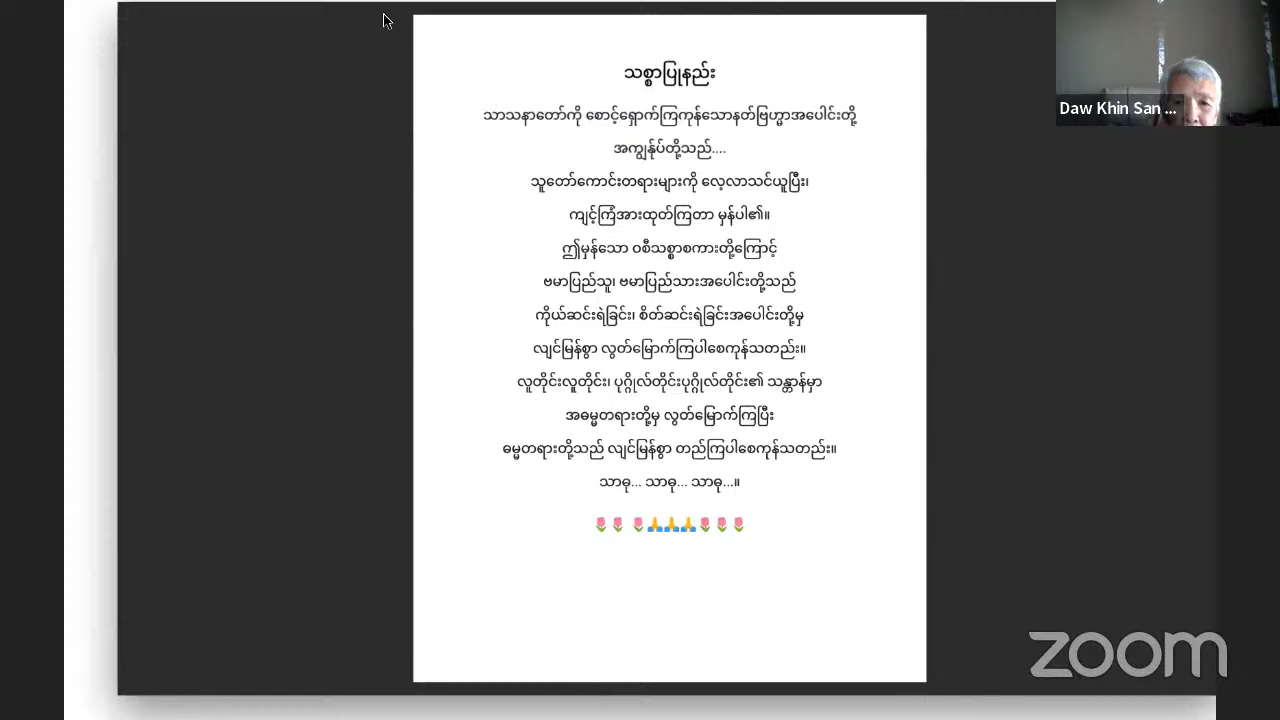 သစ္စာပြုနည်း
သာသနာတော်ကို စောင့်ရှောက်ကြကုန်သောနတ်ဗြဟ္မာအပေါင်းတို့
အကျွန်ုပ်တို့သည်....
သူတော်ကောင်းတရားများကို လေ့လာသင်ယူပြီး၊
ကျင့်ကြံအားထုတ်ကြတာ မှန်ပါ၏။
ဤမှန်သော ဝစီသစ္စာစကားတို့ကြောင့်
ဗမာပြည်သူ၊ ဗမာပြည်သားအပေါင်းတို့သည်
ကိုယ်ဆင်းရဲခြင်း၊ စိတ်ဆင်းရဲခြင်းအပေါင်းတို့မှ
လျင်မြန်စွာ လွတ်မြောက်ကြပါစေကုန်သတည်း။
လူတိုင်းလူတိုင်း၊ ပုဂ္ဂိုလ်တိုင်းပုဂ္ဂိုလ်တိုင်း၏ သန္တာန်မှာ
အဓမ္မတရားတို့မှ လွတ်မြောက်ကြပြီး
ဓမ္မတရားတို့သည် လျင်မြန်စွာ တည်ကြပါစေကုန်သတည်း။
သာဓု... သာဓု... သာဓု...။
🌷🌷 🌷🙏🙏🙏🌷🌷🌷
Daw Khin San ...
zoom